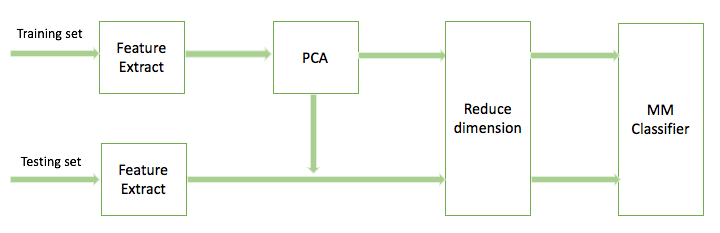 Training set
Feature
Extract
PCA
Reduce
dimension
MM
Classifier
Testing set
Feature
Extract